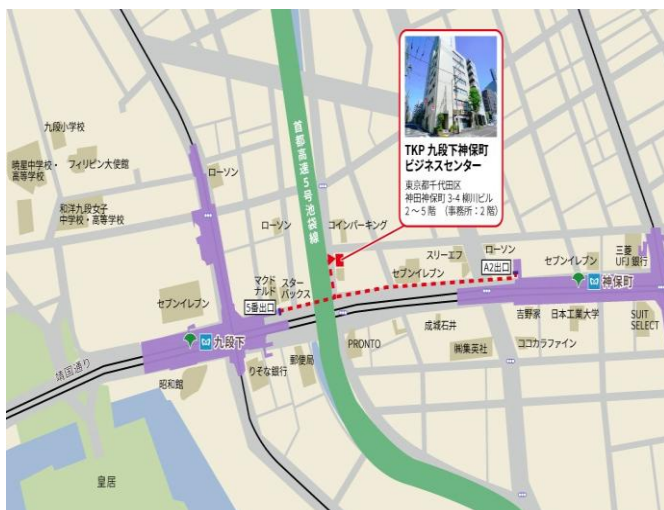 TKP 九段下神保町
ビジネスセンター
東京都千代田区
神田神保町 3-4 柳川ビル
2~5階 (事務所:2階)
首都高速5号池袋線
九段小学校
暁星中学校・
高等学校
フィリピン大使館
和洋九段女子
中学校・高等学校
ローソン
ローソン
コインパーキング
スリーエフ
ローソン
A2出口
セブンイレブン
セブンイレブン
三菱
UFJ 銀行
神保町
マクド
ナルド
スター
バックス
5番出口
セブンイレブン
九段下
靖国通り
昭和館
りそな銀行
郵便局
PRONTO
成城石井
㈱集英社
吉野家
日本工業大学
ココカラファイン
SUIT
SELECT
皇居